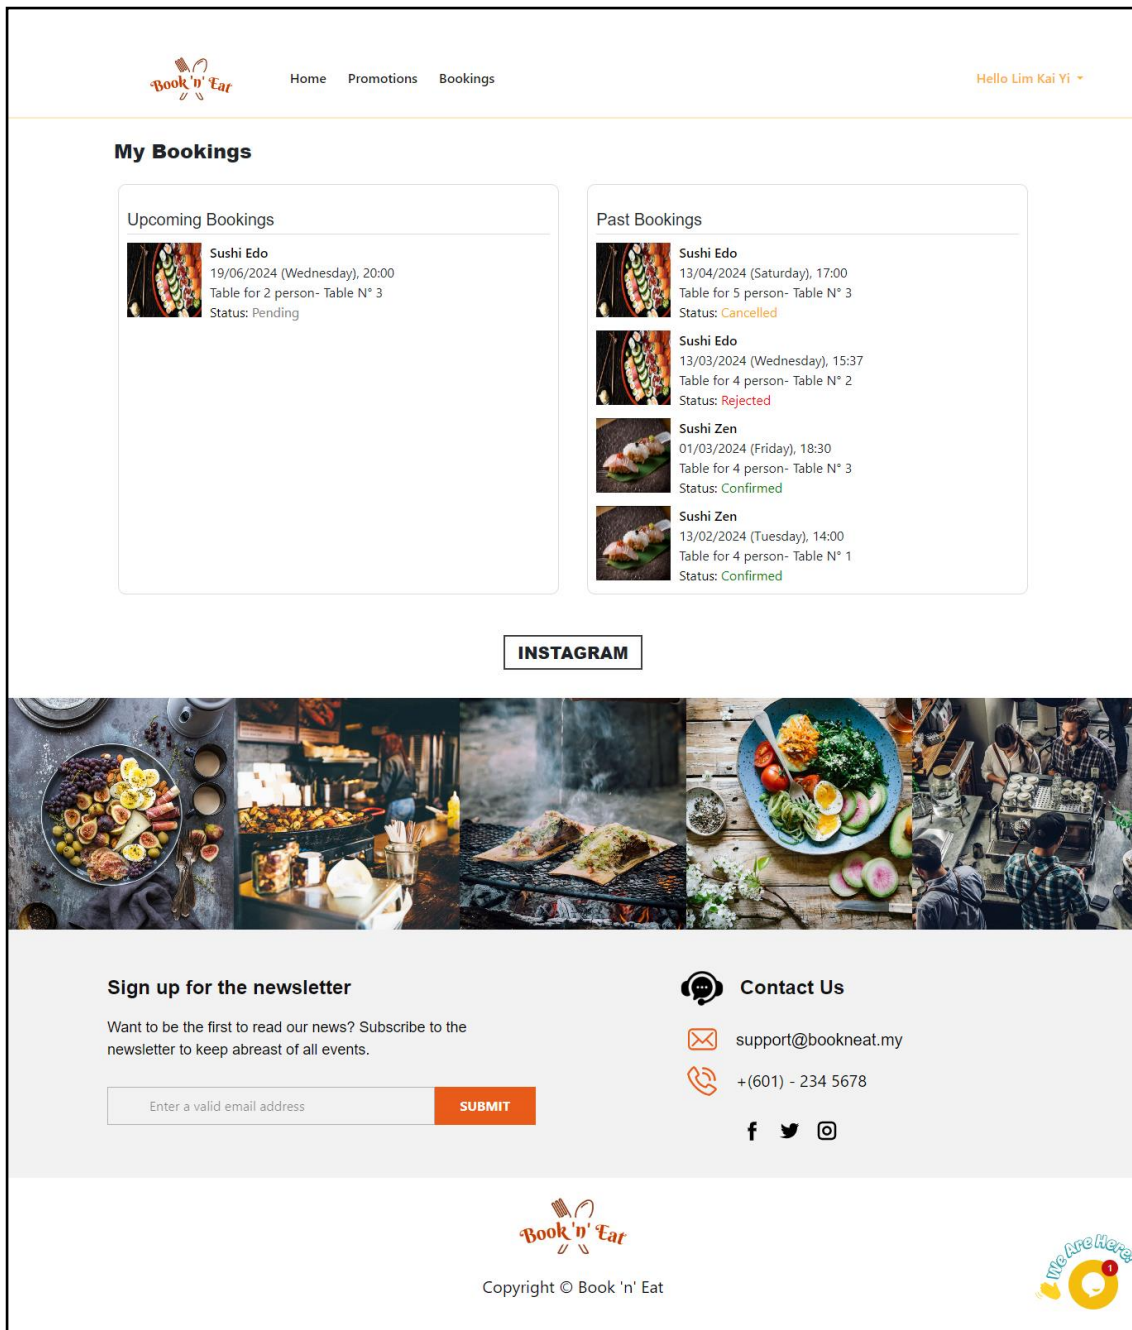 Book 'n' Eat
Home Promotions Bookings
Hello Lim Kai Yi
My Bookings
Upcoming Bookings
Sushi Edo
19/06/2024 (Wednesday), 20:00
Table for 2 person- Table N° 3
Status: Pending
Past Bookings
Sushi Edo
13/04/2024 (Saturday), 17:00
Table for 5 person- Table N° 3
Status: Cancelled
Sushi Edo
13/03/2024 (Wednesday), 15:37
Table for 4 person- Table N° 2
Status: Rejected
Sushi Zen
01/03/2024 (Friday), 18:30
Table for 4 person- Table N° 3
Status: Confirmed
Sushi Zen
13/02/2024 (Tuesday), 14:00
Table for 4 person- Table N° 1
Status: Confirmed
INSTAGRAM
Sign up for the newsletter
Want to be the first to read our news? Subscribe to the
newsletter to keep abreast of all events.
Enter a valid email address
SUBMIT
Contact Us
support@bookneat.my
+(601) - 234 5678
Book 'n' Eat
Copyright © Book 'n' Eat
We Are Here!
1